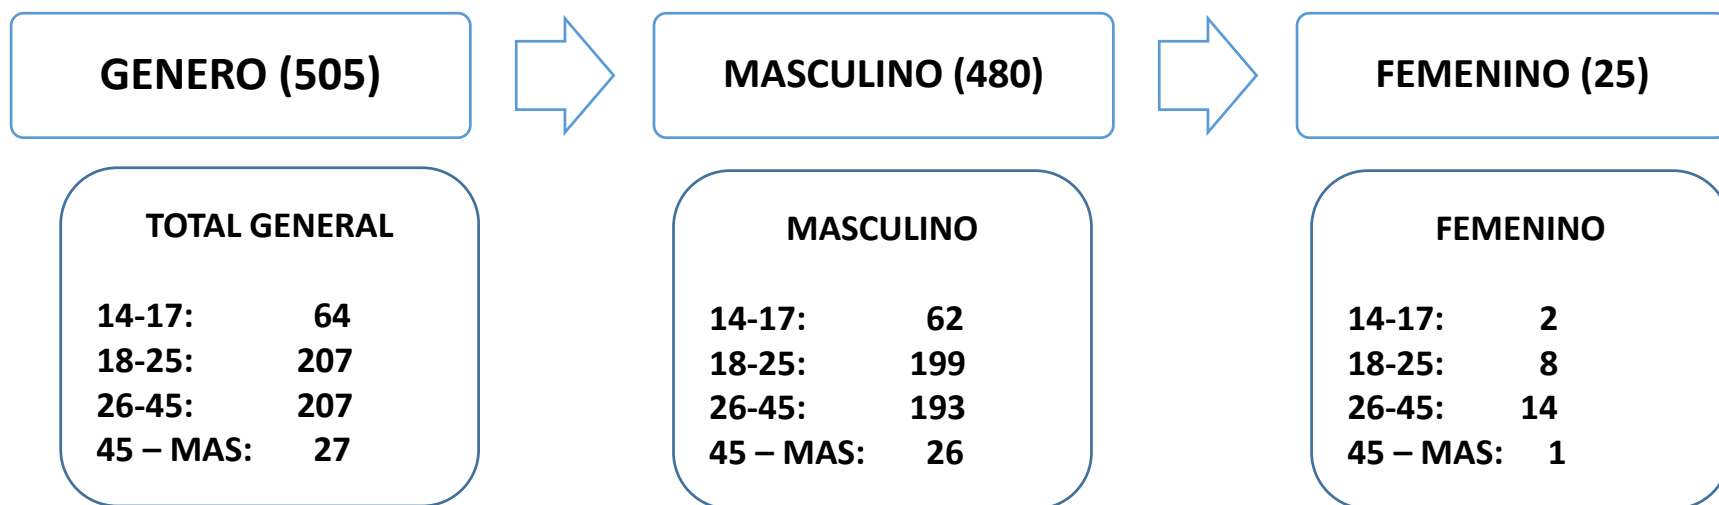 GENERO (505)
MASCULINO (480)
FEMENINO (25)
TOTAL GENERAL
14-17: 64
18-25: 207
26-45: 207
45 – MAS: 27
MASCULINO
14-17: 62
18-25: 199
26-45: 193
45 – MAS: 26
FEMENINO
14-17: 2
18-25: 8
26-45: 14
45 – MAS: 1